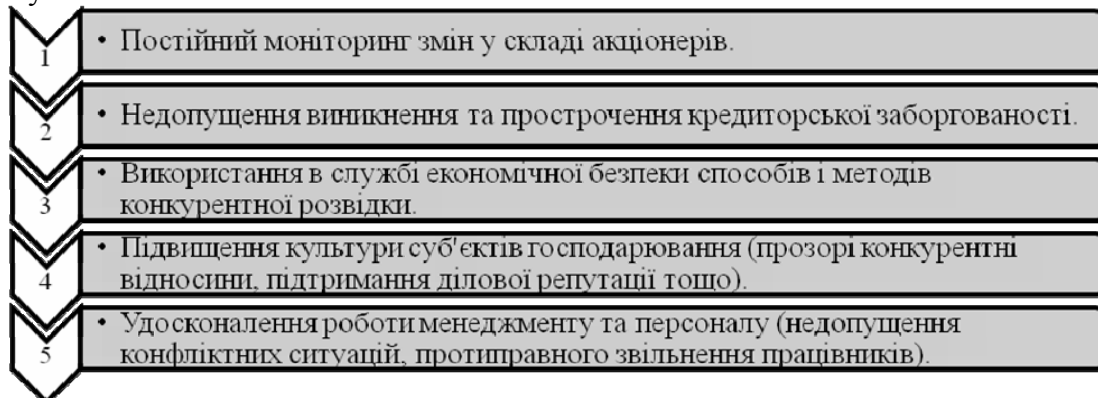 1
• Постійний моніторинг змін у складі акціонерів.
2
• Недопущення виникнення та прострочення кредиторської заборгованості.
3
• Використання в службі економічної безпеки способів і методів
конкурентної розвідки.
4
• Підвищення культури суб'єктів господарювання (прозорі конкурентні
відносини, підтримання ділової репутації тощо).
5
• Удосконалення роботи менеджменту та персоналу (недопущення
конфліктних ситуацій, протиправного звільнення працівників).